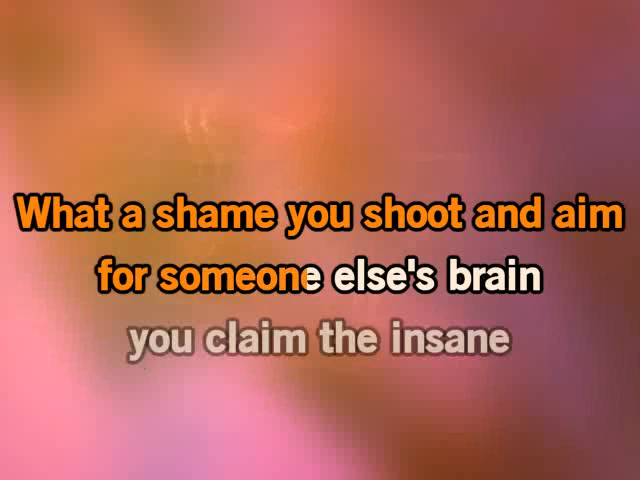 What a shame you shoot and aim
for someone else's brain
you claim the insane